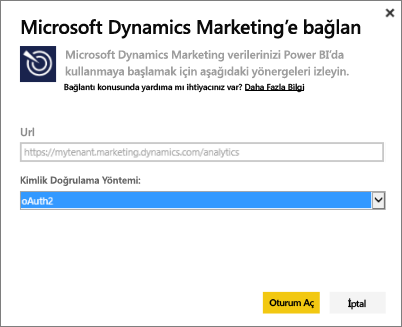 Microsoft Dynamics Marketing'e bağlan
Microsoft Dynamics Marketing verilerinizi Power BI'da
kullanmaya başlamak için aşağıdaki yönergeleri izleyin.
Bağlantı konusunda yardıma mı ihtiyacınız var? Daha Fazla Bilgi
Url
https://mytenant.marketing.dynamics.com/analytics
Kimlik Doğrulama Yöntemi:
oAuth2
Oturum Aç
İptal